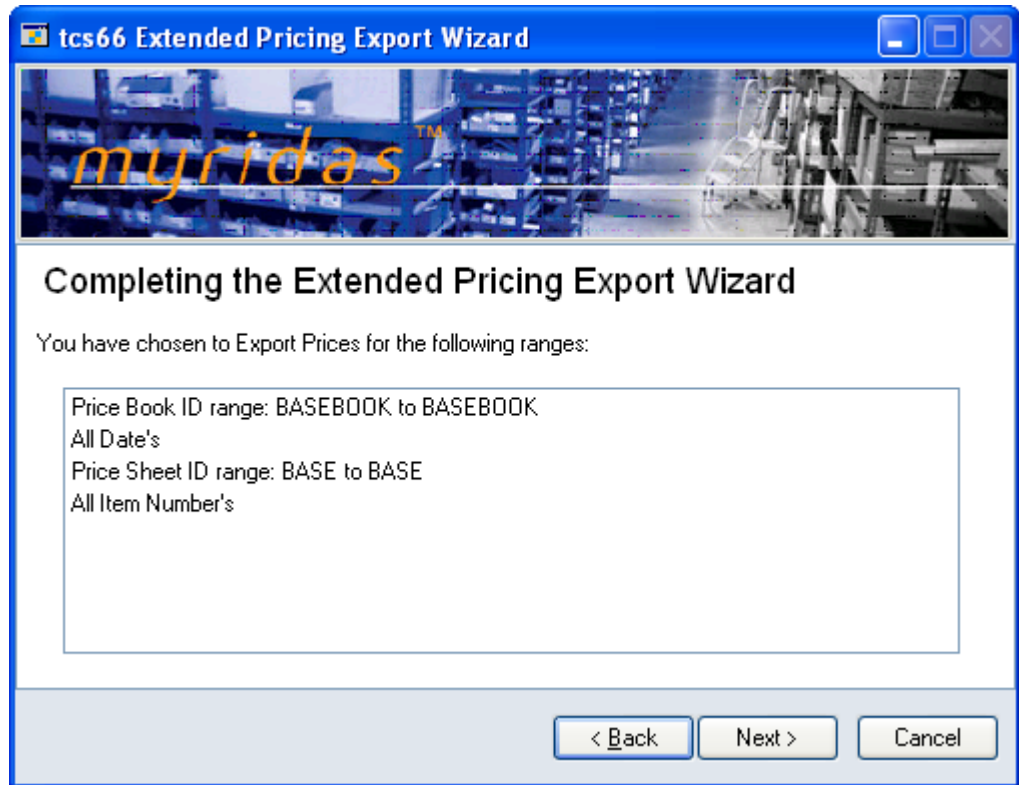 tcs66 Extended Pricing Export Wizard
myridas™
Completing the Extended Pricing Export Wizard
You have chosen to Export Prices for the following ranges:
Price Book ID range: BASEBOOK to BASEBOOK
All Date's
Price Sheet ID range: BASE to BASE
All Item Number's
< Back
Next >
Cancel